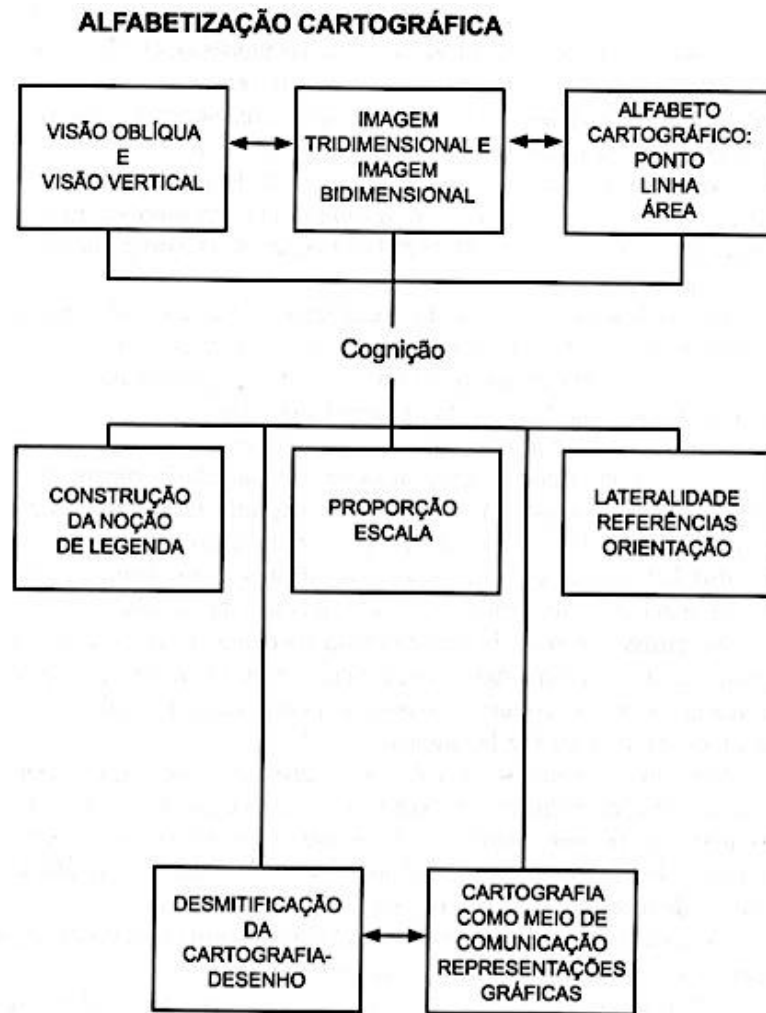 ALFABETIZAÇÃO CARTOGRÁFICA
VISÃO OBLÍQUA
E
VISÃO VERTICAL
IMAGEM
TRIDIMENSIONAL E
IMAGEM
BIDIMENSIONAL
ALFABETO
CARTOGRÁFICO:
PONTO
LINHA
ÁREA
Cognição
CONSTRUÇÃO
DA NOÇÃO
DE LEGENDA
PROPORÇÃO
ESCALA
LATERALIDADE
REFERÊNCIAS
ORIENTAÇÃO
DESMITIFICAÇÃO
DA
CARTOGRAFIA-
DESENHO
CARTOGRAFIA
COMO MEIO DE
COMUNICAÇÃO
REPRESENTAÇÕES
GRÁFICAS